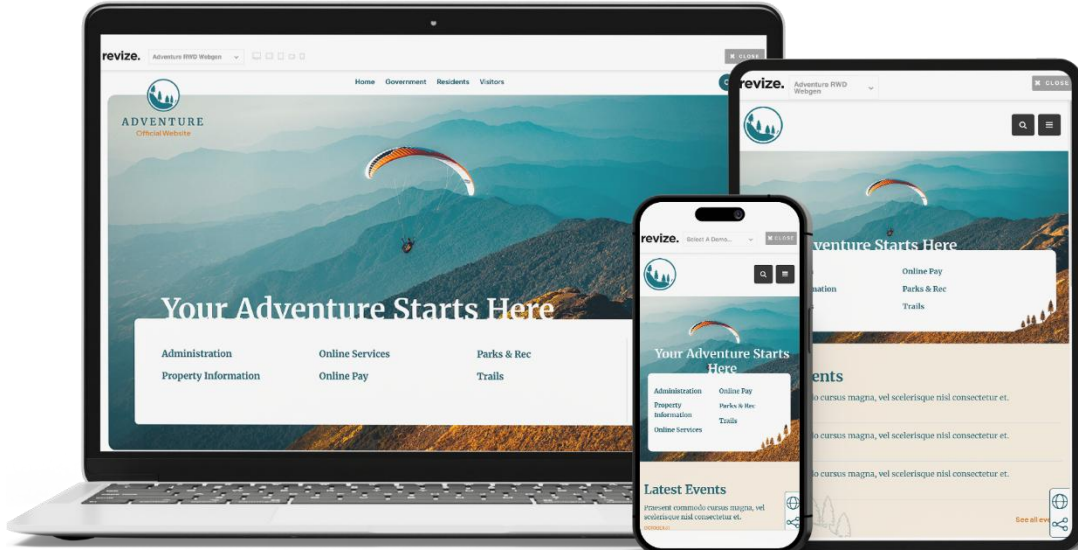 revize.
Adventure RWD Webgen
✖ CLOSE
Home Government Residents Visitors
ADVENTURE
Official Website
Your Adventure Starts Here
Administration Online Services Parks & Rec
Property Information Online Pay Trails
revize.
Select A Demo...
✖ CLOSE
Your Adventure Starts
Here
Administration Online Pay
Property
Information
Parks & Rec
Online Services
Trails
Latest Events
Praesent commodo cursus magna, vel
scelerisque nisl consectetur et.
revize.
Adventure RWD
Webgen
✖ CLOSE
Starts Here
Online Pay
Parks & Rec
Trails
cursus magna, vel scelerisque nisl consectetur et.
cursus magna, vel scelerisque nisl consectetur et.
cursus magna, vel scelerisque nisl consectetur et.
See all